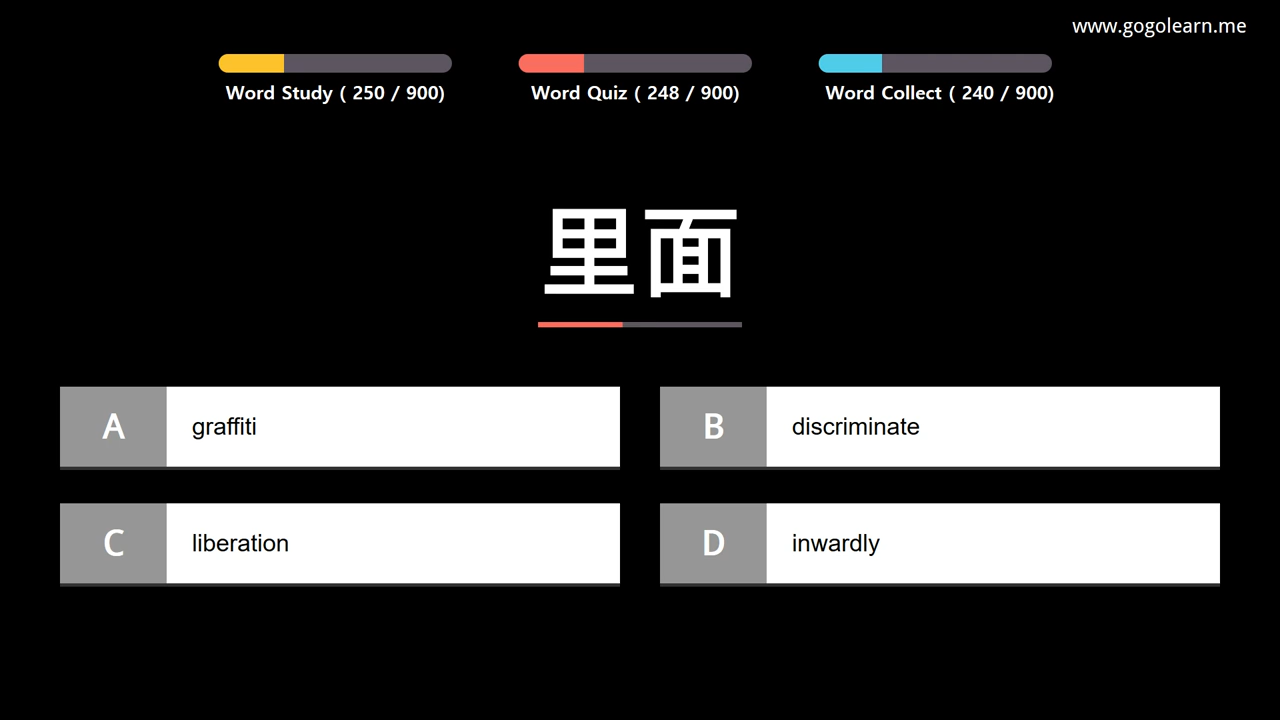 www.gogolearn.me
Word Study ( 250 / 900)
Word Quiz ( 248 / 900)
Word Collect ( 240 / 900)
里面
A graffiti
B discriminate
C liberation
D inwardly